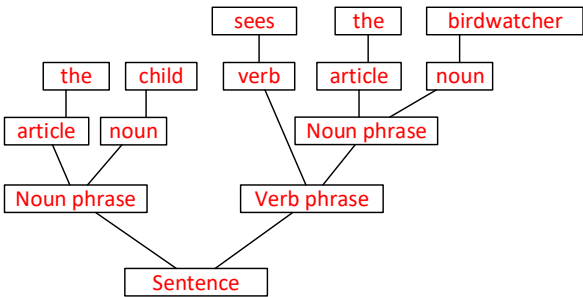 sees the birdwatcher
the child verb article noun
article noun Noun phrase
Noun phrase Verb phrase
Sentence